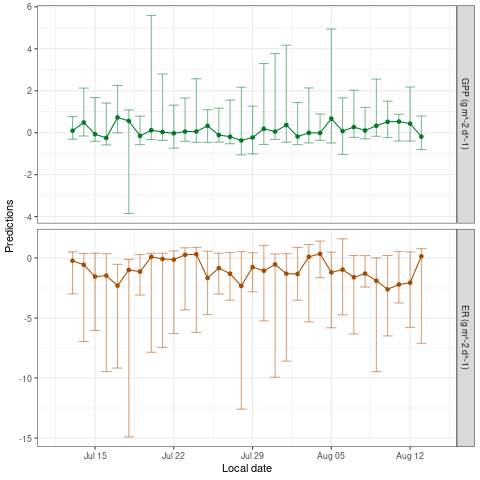 6
4
2
0
-2
-4
GPP (g m^-2 d^-1)
0
-5
-10
-15
ER (g m^-2 d^-1)
Predictions
Jul 15
Jul 22
Jul 29
Aug 05
Aug 12
Local date